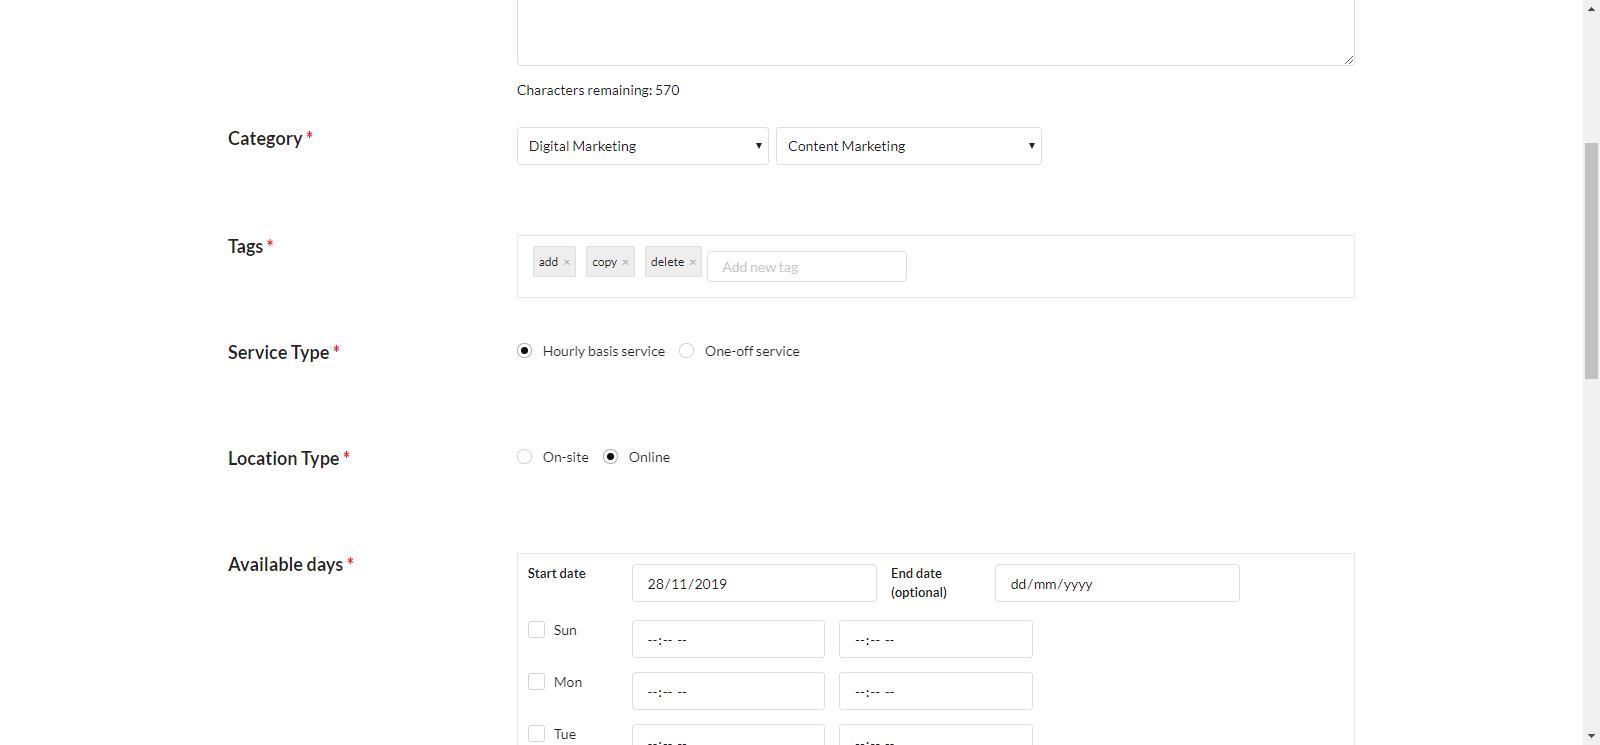 Characters remaining: 570
Category *
Digital Marketing
Content Marketing
Tags *
add × copy × delete × Add new tag
Service Type *
Hourly basis service One-off service
Location Type *
On-site Online
Available days *
Start date
28/11/2019
End date
(optional)
dd/mm/yyyy
Sun
--:-- -- --:-- --
Mon
--:-- -- --:-- --
Tue
--:-- -- --:-- --